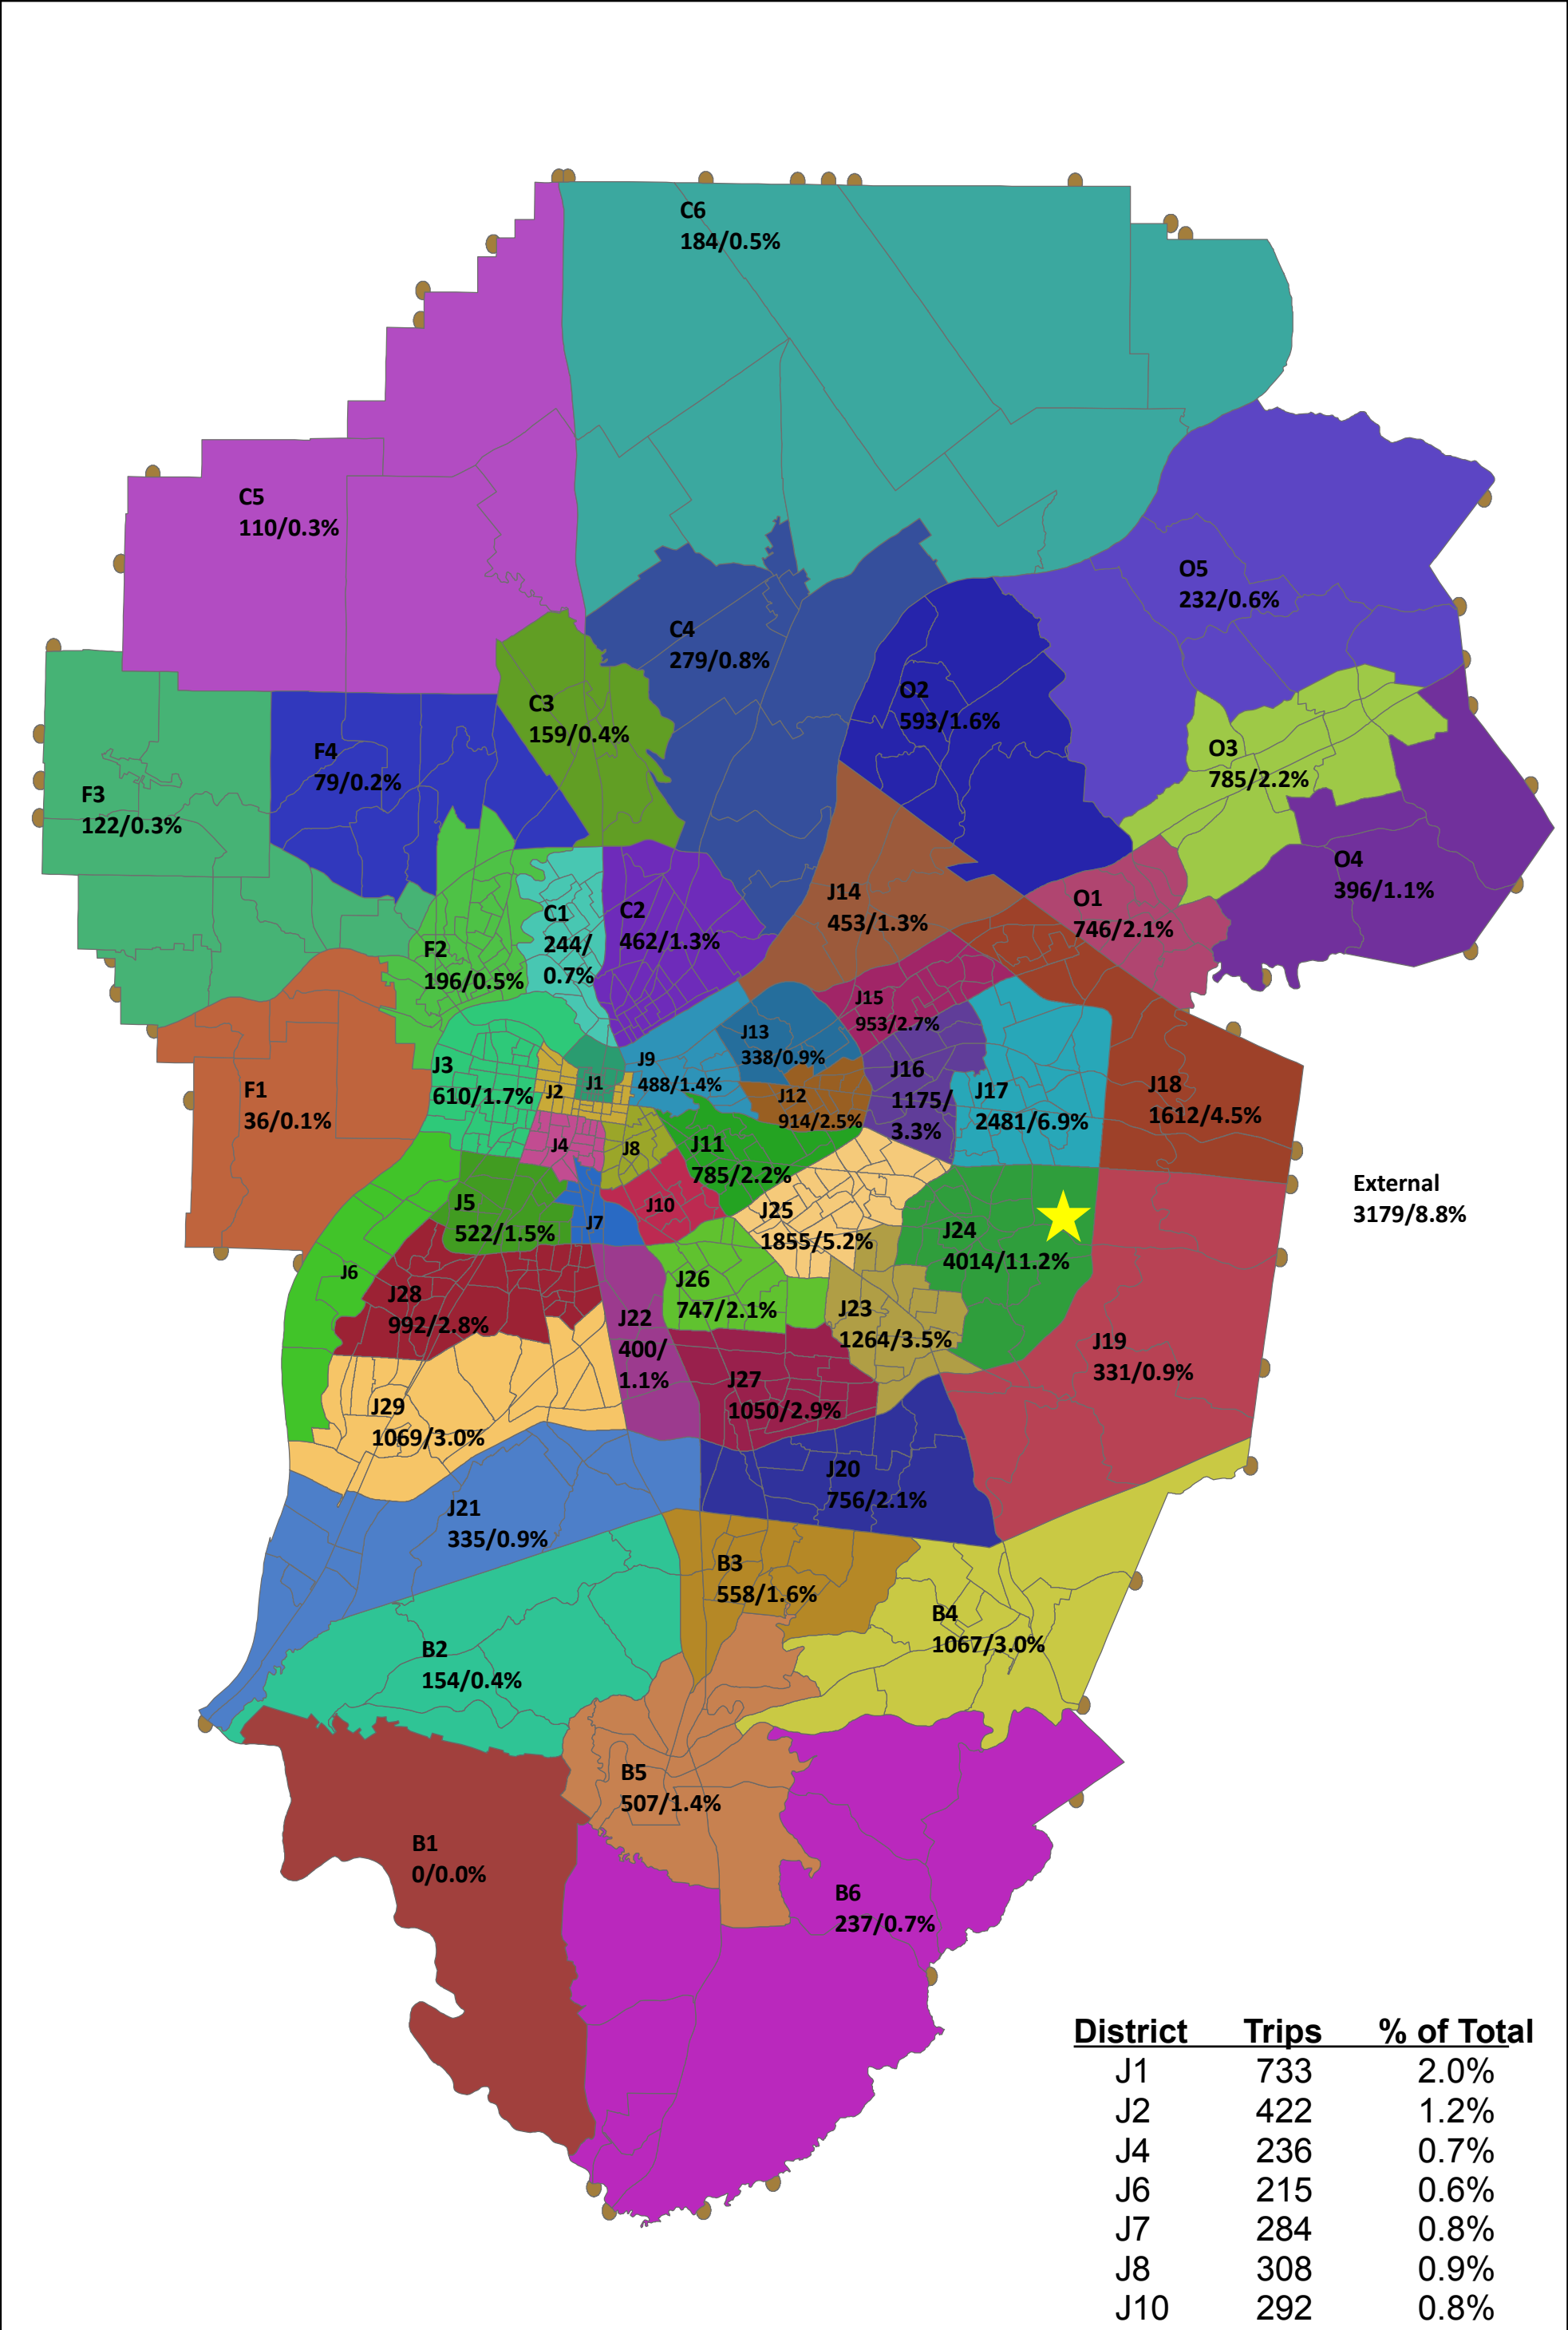 C6
184/0.5%
C5
110/0.3%
O5
232/0.6%
C4
279/0.8%
O2
593/1.6%
C3
159/0.4%
O3
785/2.2%
F4
79/0.2%
F3
122/0.3%
O4
396/1.1%
J14
453/1.3%
O1
746/2.1%
C2
462/1.3%
C1
244/
0.7%
F2
196/0.5%
J15
953/2.7%
J13
338/0.9%
J9
488/1.4%
J3
610/1.7%
J16
1175/
3.3%
J1
J2
F1
36/0.1%
J12
914/2.5%
J17
2481/6.9%
J18
1612/4.5%
J4
J8
J11
785/2.2%
External
3179/8.8%
J5
522/1.5%
J10
J7
J25
1855/5.2%
J24
4014/11.2%
J6
J28
992/2.8%
J26
747/2.1%
J22
400/
1.1%
J23
1264/3.5%
J19
331/0.9%
J27
1050/2.9%
J29
1069/3.0%
J20
756/2.1%
J21
335/0.9%
B3
558/1.6%
B4
1067/3.0%
B2
154/0.4%
B5
507/1.4%
B1
0/0.0%
B6
237/0.7%
District Trips % of Total
J1 733 2.0%
J2 422 1.2%
J4 236 0.7%
J6 215 0.6%
J7 284 0.8%
J8 308 0.9%
J10 292 0.8%